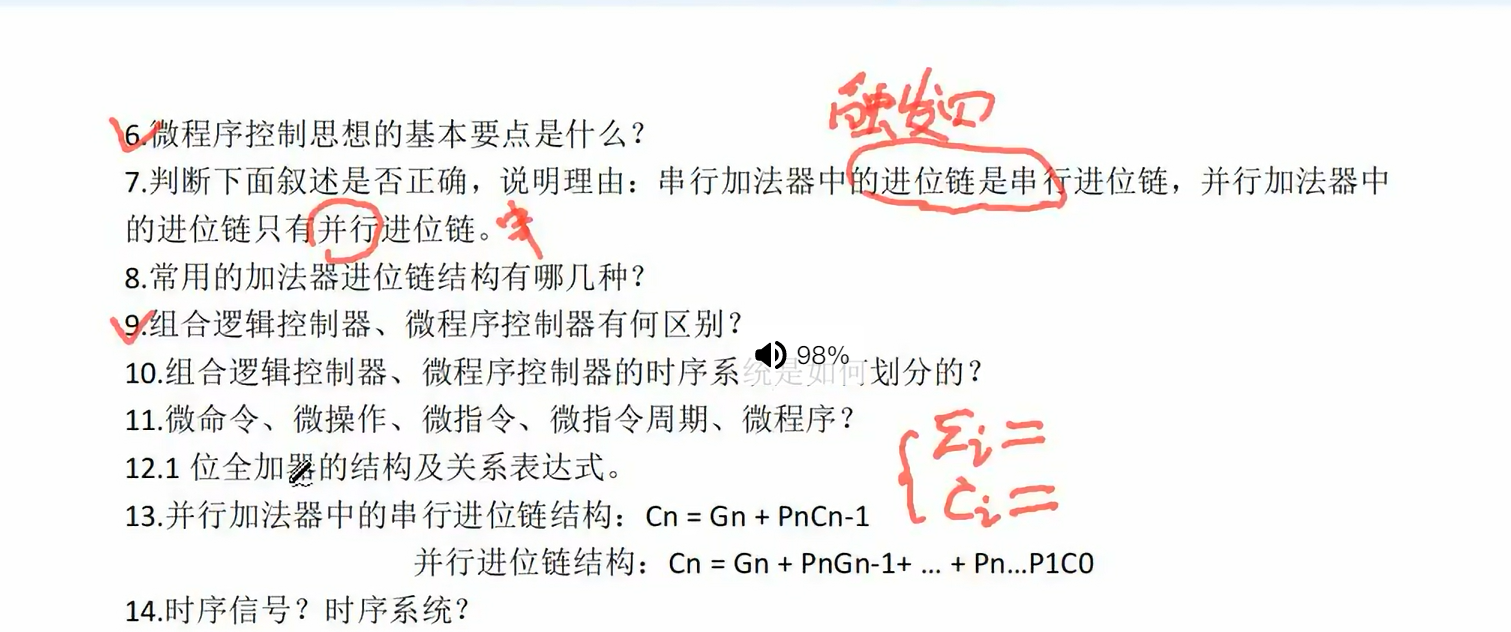 触发
6.微程序控制思想的基本要点是什么？
7.判断下面叙述是否正确，说明理由：串行加法器中的进位链是串行进位链，并行加法器中
的进位链只有并行进位链。
8.常用的加法器进位链结构有哪几种？
9.组合逻辑控制器、微程序控制器有何区别？
98%
10.组合逻辑控制器、微程序控制器的时序系统是如何划分的？
11.微命令、微操作、微指令、微指令周期、微程序？
Σi=
12.1 位全加器的结构及关系表达式。
Ci=
13.并行加法器中的串行进位链结构：Cn = Gn + PnCn-1
并行进位链结构：Cn = Gn + PnGn-1+ … + Pn…P1C0
14.时序信号？时序系统？